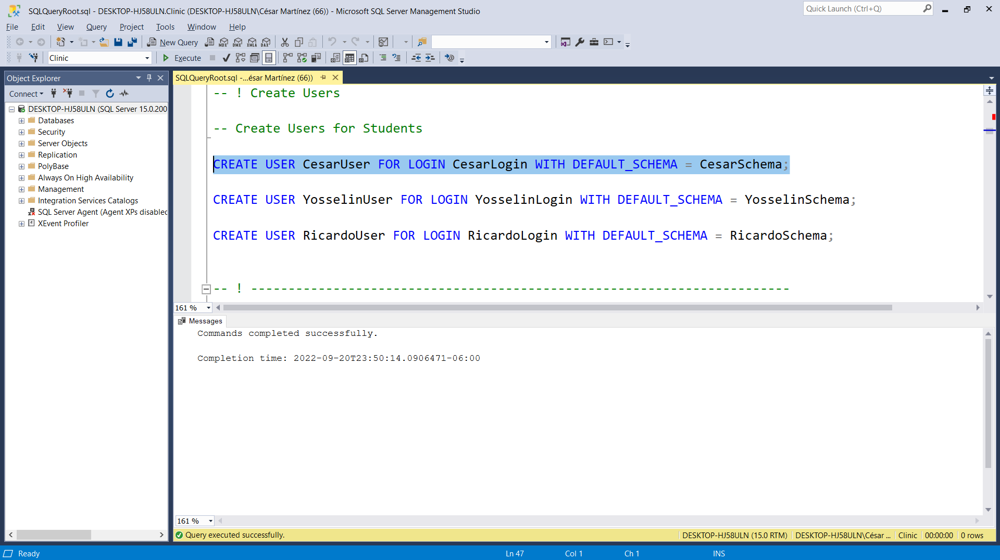 SQLQueryRoot.sql - DESKTOP-HJ58ULN.Clinic (DESKTOP-HJ58ULN\César Martínez (66)) - Microsoft SQL Server Management Studio
Quick Launch (Ctrl+Q)
File Edit View Query Project Tools Window Help
New Query MDX DMX XMLA DAX
Clinic Execute
Object Explorer
SQLQueryRoot.sql -...ésar Martínez (66))
Connect
DESKTOP-HJ58ULN (SQL Server 15.0.200
Databases
Security
Server Objects
Replication
PolyBase
Always On High Availability
Management
Integration Services Catalogs
SQL Server Agent (Agent XPs disabled
XEvent Profiler
-- ! Create Users
-- Create Users for Students
CREATE USER CesarUser FOR LOGIN CesarLogin WITH DEFAULT_SCHEMA = CesarSchema;
CREATE USER YosselinUser FOR LOGIN YosselinLogin WITH DEFAULT_SCHEMA = YosselinSchema;
CREATE USER RicardoUser FOR LOGIN RicardoLogin WITH DEFAULT_SCHEMA = RicardoSchema;
-- ! ------------------------------------------------------------------------
161 %
Messages
Commands completed successfully.
Completion time: 2022-09-20T23:50:14.0906471-06:00
161 %
Query executed successfully. DESKTOP-HJ58ULN (15.0 RTM) DESKTOP-HJ58ULN\César ... Clinic 00:00:00 0 rows
Ready Ln 47 Col 1 Ch 1 INS